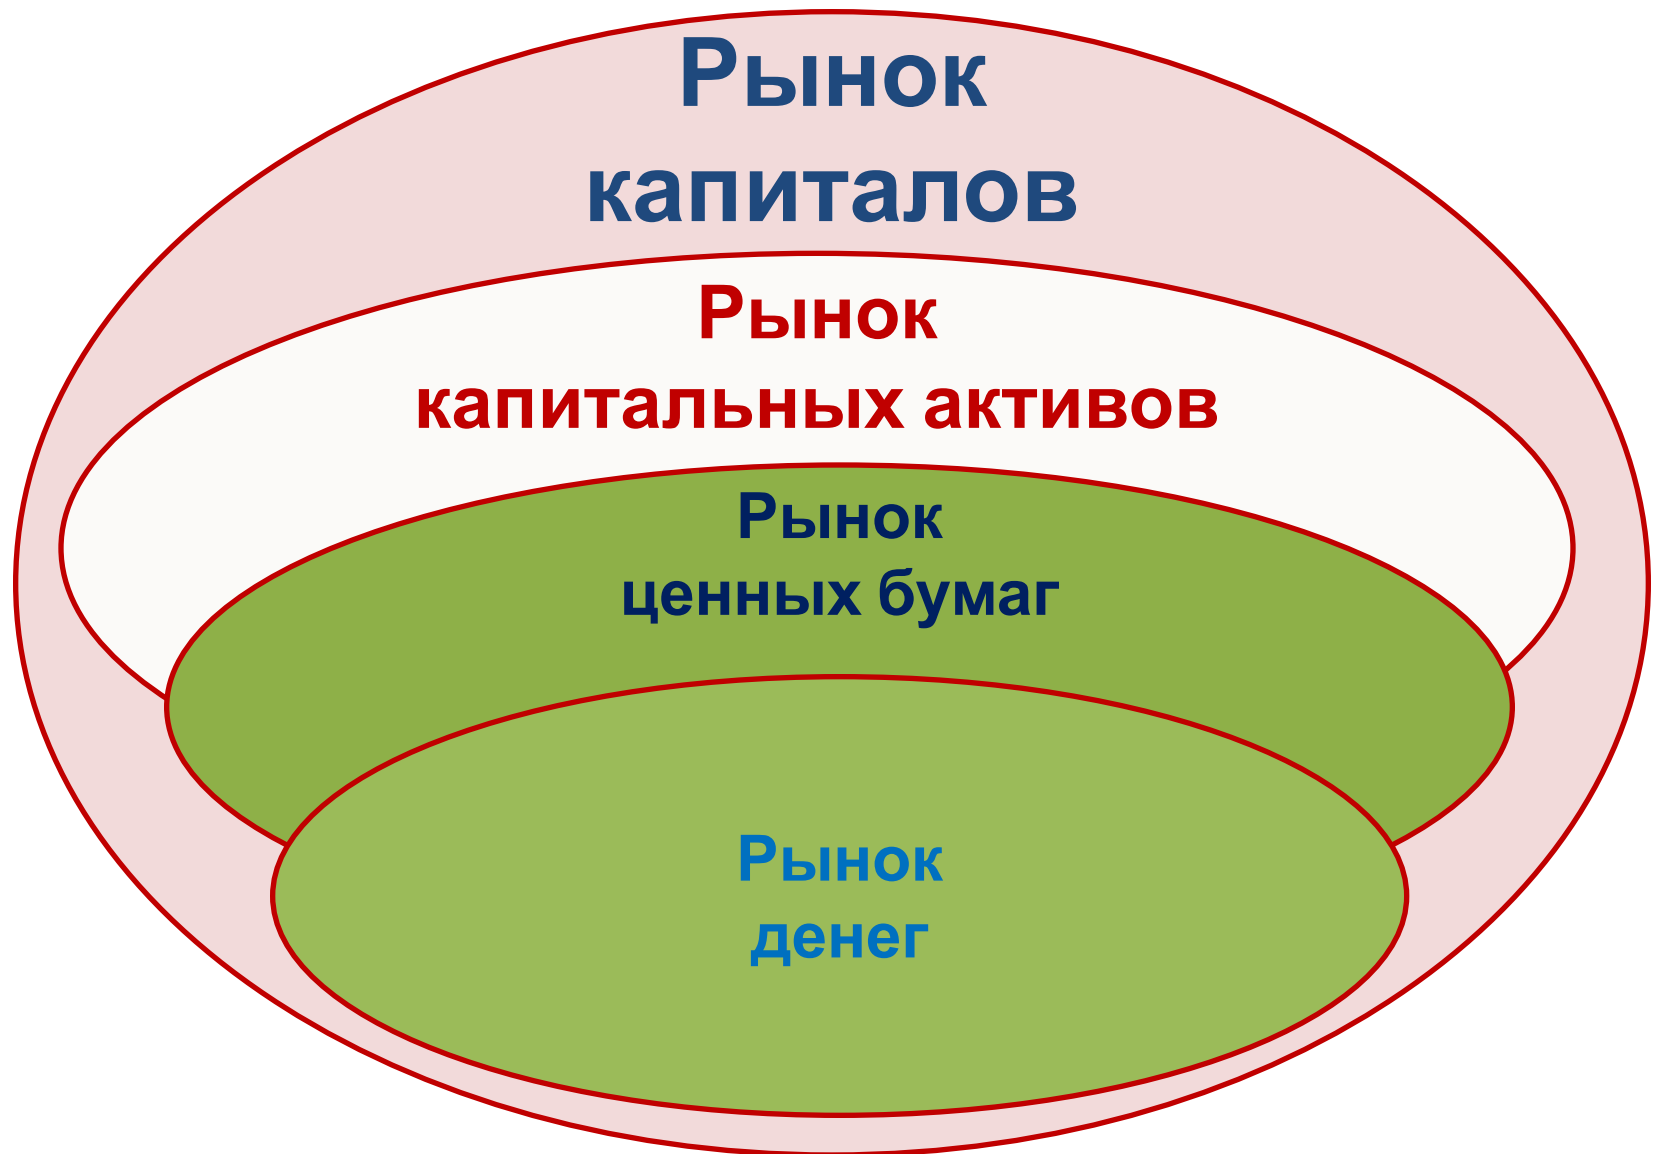 Рынок
капиталов
Рынок
капитальных активов
Рынок
ценных бумаг
Рынок
денег